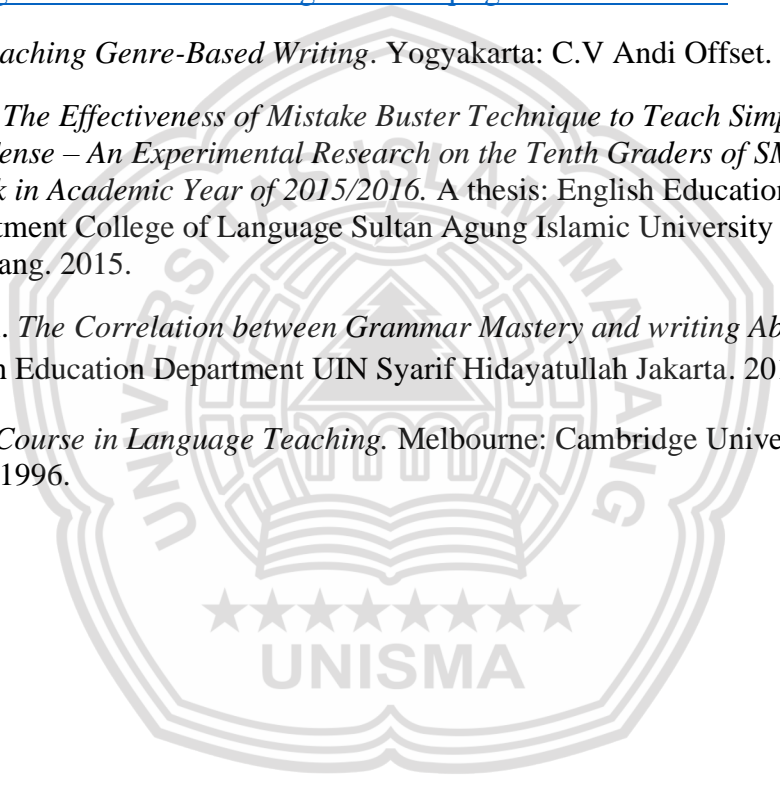 aching Genre-Based Writing. Yogyakarta: C.V Andi Offset.
The Effectiveness of Mistake Buster Technique to Teach Simp
ense – An Experimental Research on the Tenth Graders of SM
k in Academic Year of 2015/2016. A thesis: English Education
tment College of Language Sultan Agung Islamic University
ang. 2015.
. The Correlation between Grammar Mastery and writing Ab
n Education Department UIN Syarif Hidayatullah Jakarta. 20
Course in Language Teaching. Melbourne: Cambridge Unive
1996.
UNIVERSITAS ISLAM MALANG
UNISMA